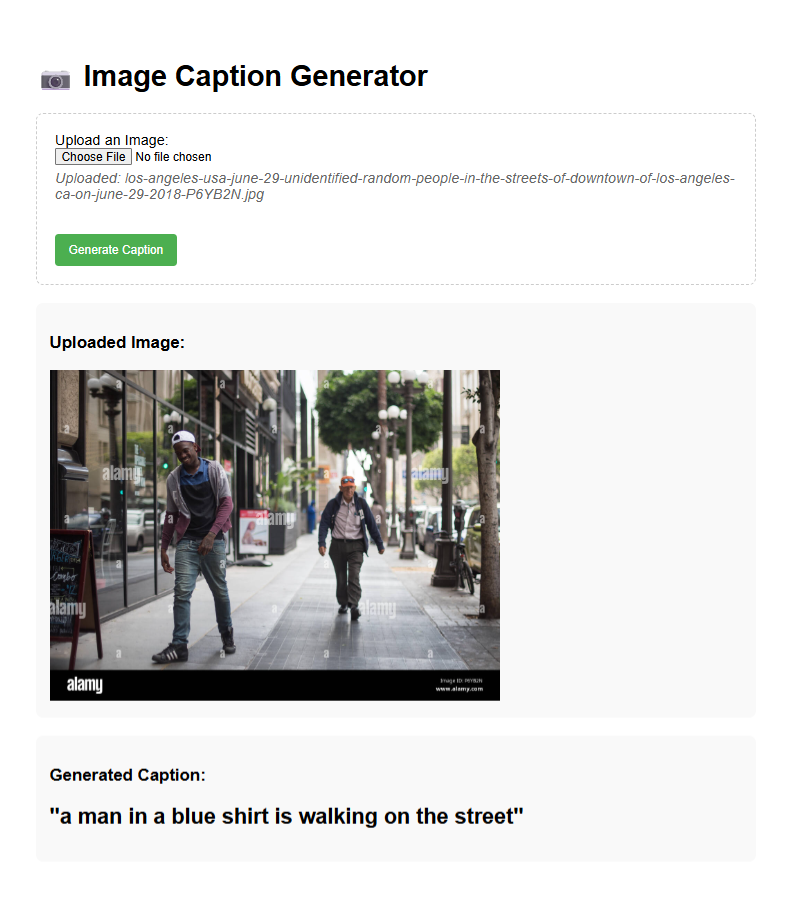 Image Caption Generator
Upload an Image:
Choose File No file chosen
Uploaded: los-angeles-usa-june-29-unidentified-random-people-in-the-streets-of-downtown-of-los-angeles-
ca-on-june-29-2018-P6YB2N.jpg
Generate Caption
Uploaded Image:
a a
a a a a
alamy alamy
a alamy a
alamy a alamy a
a a a
alamy
Image ID: P6YB2N
www.alamy.com
Generated Caption:
"a man in a blue shirt is walking on the street"